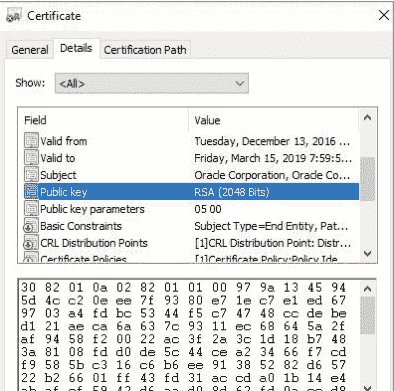 Certificate
General Details Certification Path
Show: <All>
Field Value
Valid from Tuesday, December 13, 2016 ...
Valid to Friday, March 15, 2019 7:59:5...
Subject Oracle Corporation, Oracle Co...
Public key RSA (2048 Bits)
Public key parameters 05 00
Basic Constraints Subject Type=End Entity, Pat...
CRL Distribution Points [1]CRL Distribution Point: Distr...
Certificate Policies [1]Certificate Policy:Policy Ide...
30 82 01 0a 02 82 01 01 00 97 9a 13 45 94
5d 4c c2 0e ee 7f 93 80 e7 1e c7 e1 ed 67
97 03 a4 fd bc 53 44 f5 c7 47 48 cc de be
d1 21 ae ca 6a 63 7c 93 11 ec 68 64 5a 2f
af 94 58 f2 00 22 ac 3f 2a 3c 1d 18 b7 48
3a 81 08 fd d0 de 5c 44 ce a2 34 66 f7 cd
f9 58 5b c3 16 c6 b6 ee 91 38 52 82 d6 57
22 b2 66 01 ff 43 fd 31 ac cd a0 1b 14 e4